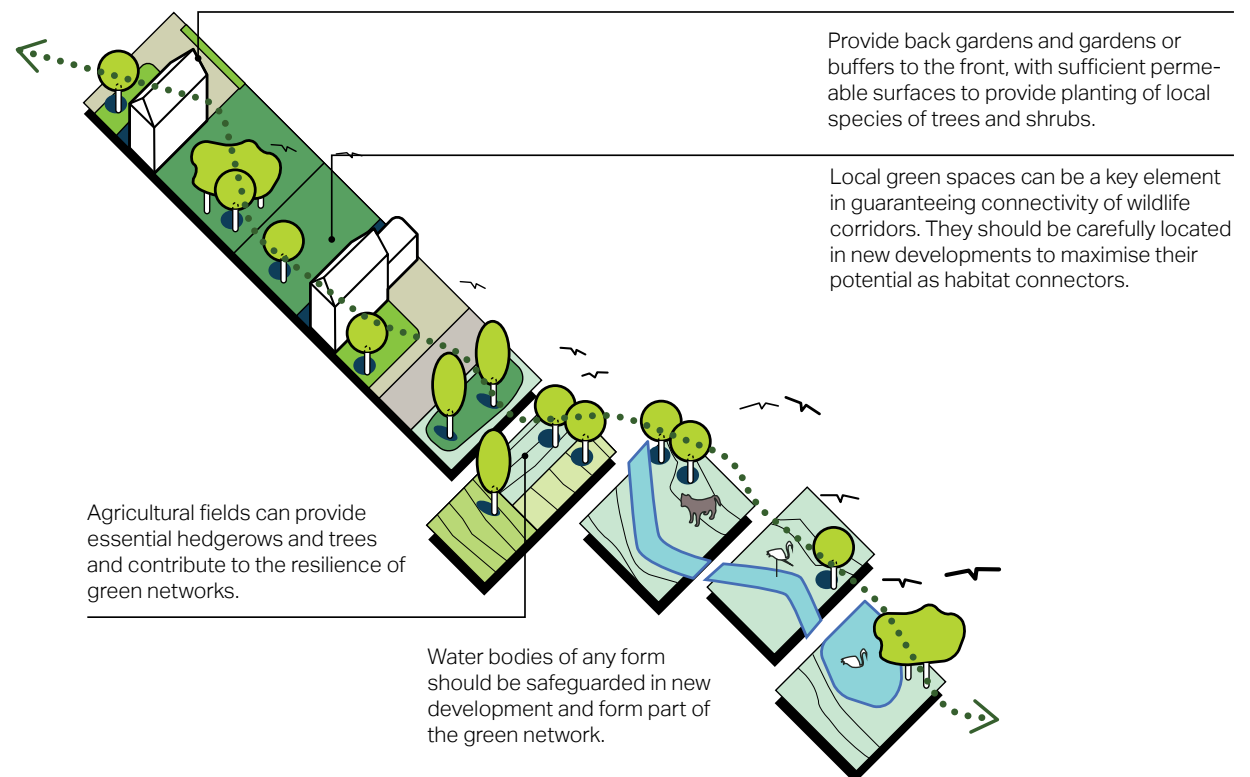 Provide back gardens and gardens or
buffers to the front, with sufficient perme-
able surfaces to provide planting of local
species of trees and shrubs.
Local green spaces can be a key element
in guaranteeing connectivity of wildlife
corridors. They should be carefully located
in new developments to maximise their
potential as habitat connectors.
Agricultural fields can provide
essential hedgerows and trees
and contribute to the resilience of
green networks.
Water bodies of any form
should be safeguarded in new
development and form part of
the green network.